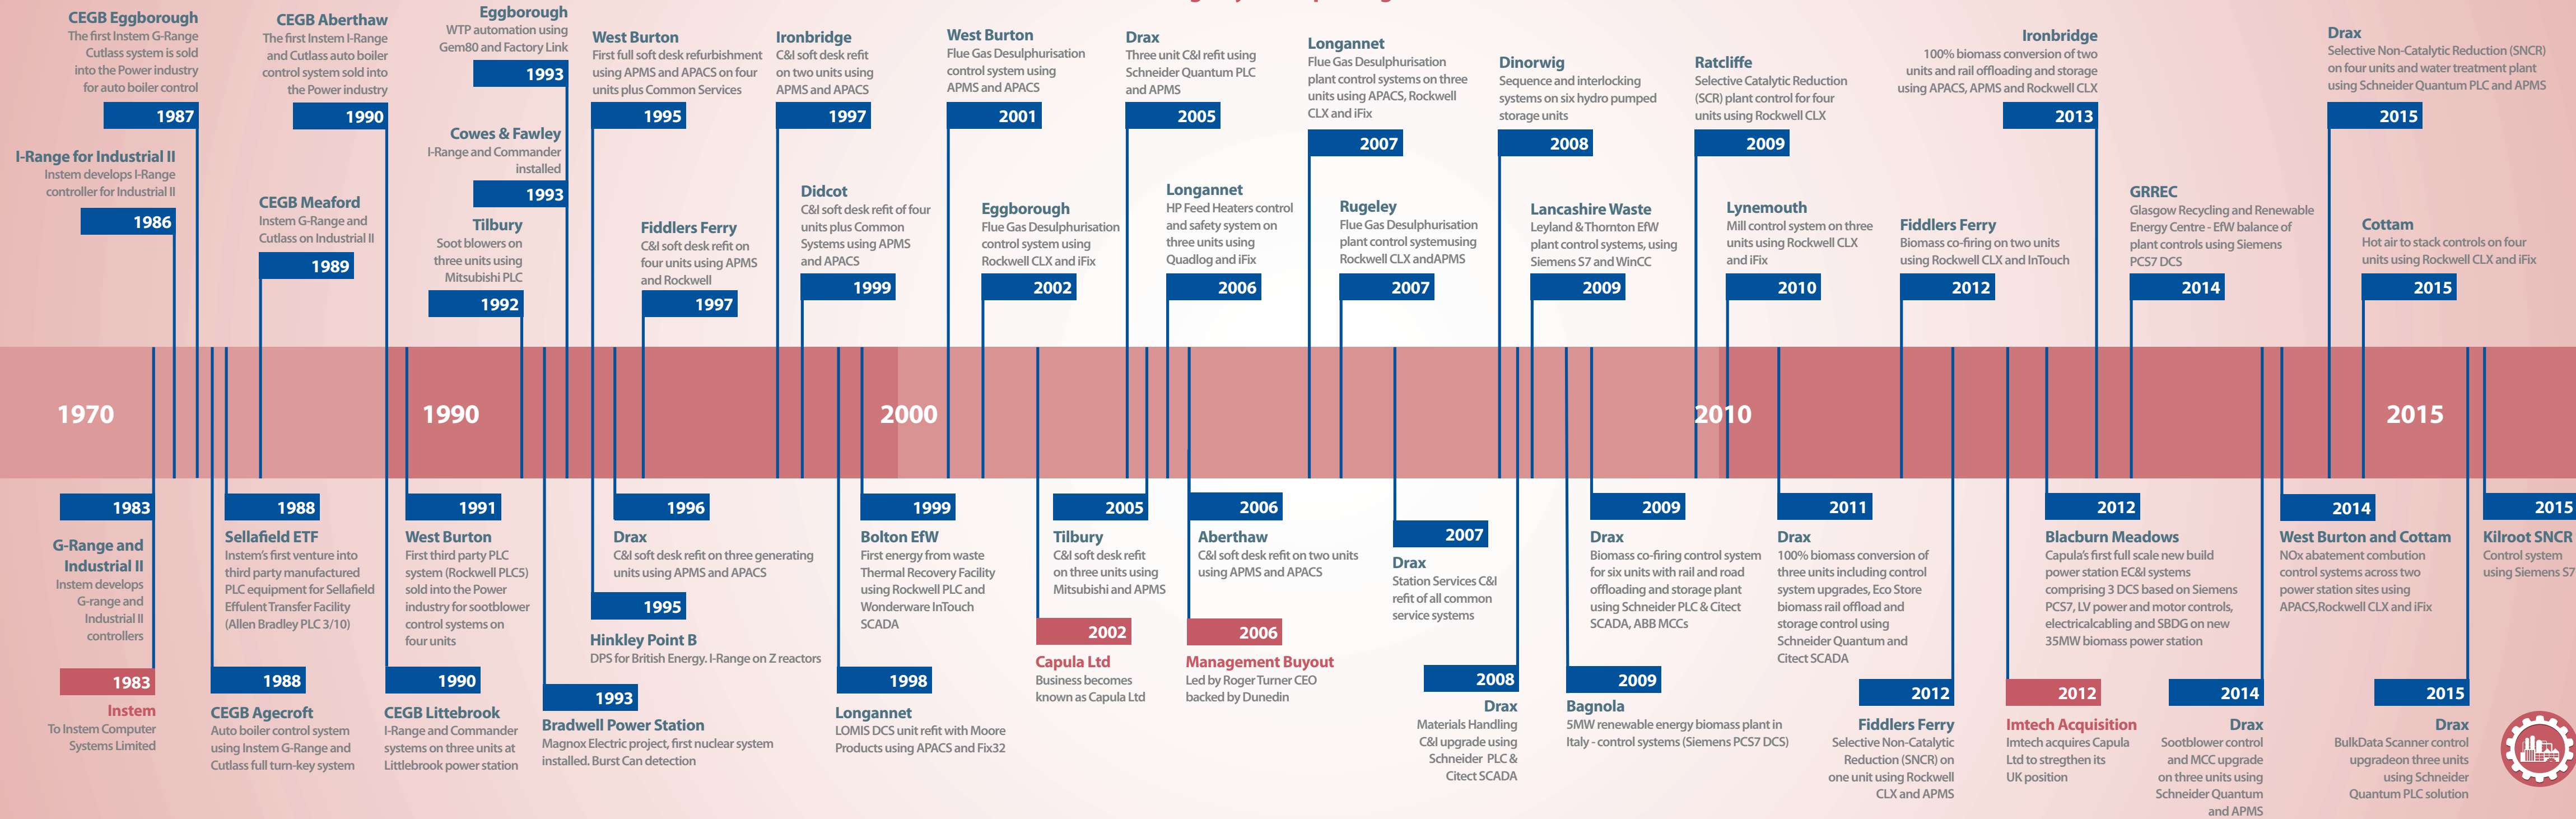 CEGB Eggborough
The first Instem G-Range
Cutlass system is sold
into the Power industry
for auto boiler control
1987
I-Range for Industrial II
Instem develops I-Range
controller for Industrial II
1986
CEGB Aberthaw
The first Instem I-Range
and Cutlass auto boiler
control system sold into
the Power industry
1990
CEGB Meaford
Instem G-Range and
Cutlass on Industrial II
1989
Eggborough
WTP automation using
Gem80 and Factory Link
1993
Cowes & Fawley
I-Range and Commander
installed
1993
Tilbury
Soot blowers on
three units using
Mitsubishi PLC
1992
West Burton
First full soft desk refurbishment
using APMS and APACS on four
units plus Common Services
1995
Fiddlers Ferry
C&I soft desk refit on
four units using APMS
and Rockwell
1997
Ironbridge
C&I soft desk refit
on two units using
APMS and APACS
1997
Didcot
C&I soft desk refit of four
units plus Common
Systems using APMS
and APACS
1999
West Burton
Flue Gas Desulphurisation
control system using
APMS and APACS
2001
Eggborough
Flue Gas Desulphurisation
control system using
Rockwell CLX and iFix
2002
Drax
Three unit C&I refit using
Schneider Quantum PLC
and APMS
2005
Longannet
HP Feed Heaters control
and safety system on
three units using
Quadlog and iFix
2006
Longannet
Flue Gas Desulphurisation
plant control systems on three
units using APACS, Rockwell
CLX and iFix
2007
Rugeley
Flue Gas Desulphurisation
plant control systemusing
Rockwell CLX andAPMS
2007
Dinorwig
Sequence and interlocking
systems on six hydro pumped
storage units
2008
Lancashire Waste
Leyland & Thornton EfW
plant control systems, using
Siemens S7 and WinCC
2009
Ratcliffe
Selective Catalytic Reduction
(SCR) plant control for four
units using Rockwell CLX
2009
Lynemouth
Mill control system on three
units using Rockwell CLX
and iFix
2010
Ironbridge
100% biomass conversion of two
units and rail offloading and storage
using APACS, APMS and Rockwell CLX
2013
Fiddlers Ferry
Biomass co-firing on two units
using Rockwell CLX and InTouch
2012
GRREC
Glasgow Recycling and Renewable
Energy Centre - EfW balance of
plant controls using Siemens
PCS7 DCS
2014
Drax
Selective Non-Catalytic Reduction (SNCR)
on four units and water treatment plant
using Schneider Quantum PLC and APMS
2015
Cottam
Hot air to stack controls on four
units using Rockwell CLX and iFix
2015
1970
1990
2000
2010
2015
1983
G-Range and
Industrial II
Instem develops
G-range and
Industrial II
controllers
1983
Instem
To Instem Computer
Systems Limited
1988
Sellafield ETF
Instem's first venture into
third party manufactured
PLC equipment for Sellafield
Effulent Transfer Facility
(Allen Bradley PLC 3/10)
1988
CEGB Agecroft
Auto boiler control system
using Instem G-Range and
Cutlass full turn-key system
1991
West Burton
First third party PLC
system (Rockwell PLC5)
sold into the Power
industry for sootblower
control systems on
four units
1990
CEGB Littebrook
I-Range and Commander
systems on three units at
Littlebrook power station
1996
Drax
C&I soft desk refit on three generating
units using APMS and APACS
1995
Hinkley Point B
DPS for British Energy. I-Range on Z reactors
1993
Bradwell Power Station
Magnox Electric project, first nuclear system
installed. Burst Can detection
1999
Bolton EfW
First energy from waste
Thermal Recovery Facility
using Rockwell PLC and
Wonderware InTouch
SCADA
1998
Longannet
LOMIS DCS unit refit with Moore
Products using APACS and Fix32
2005
Tilbury
C&I soft desk refit
on three units using
Mitsubishi and APMS
2002
Capula Ltd
Business becomes
known as Capula Ltd
2006
Aberthaw
C&I soft desk refit on two units
using APMS and APACS
2006
Management Buyout
Led by Roger Turner CEO
backed by Dunedin
2007
Drax
Station Services C&I
refit of all common
service systems
2008
Drax
Materials Handling
C&I upgrade using
Schneider PLC &
Citect SCADA
2009
Drax
Biomass co-firing control system
for six units with rail and road
offloading and storage plant
using Schneider PLC & Citect
SCADA, ABB MCCs
2009
Bagnola
5MW renewable energy biomass plant in
Italy - control systems (Siemens PCS7 DCS)
2011
Drax
100% biomass conversion of
three units including control
system upgrades, Eco Store
biomass rail offload and
storage control using
Schneider Quantum and
Citect SCADA
2012
Fiddlers Ferry
Selective Non-Catalytic
Reduction (SNCR) on
one unit using Rockwell
CLX and APMS
2012
Blacburn Meadows
Capula's first full scale new build
power station EC&I systems
comprising 3 DCS based on Siemens
PCS7, LV power and motor controls,
electricalcabling and SBDG on new
35MW biomass power station
2012
Imtech Acquisition
Imtech acquires Capula
Ltd to stregthen its
UK position
2014
Drax
Sootblower control
and MCC upgrade
on three units using
Schneider Quantum
and APMS
2014
West Burton and Cottam
NOx abatement combution
control systems across two
power station sites using
APACS,Rockwell CLX and iFix
2015
Drax
BulkData Scanner control
upgradeon three units
using Schneider
Quantum PLC solution
2015
Kilroot SNCR
Control system
using Siemens S7